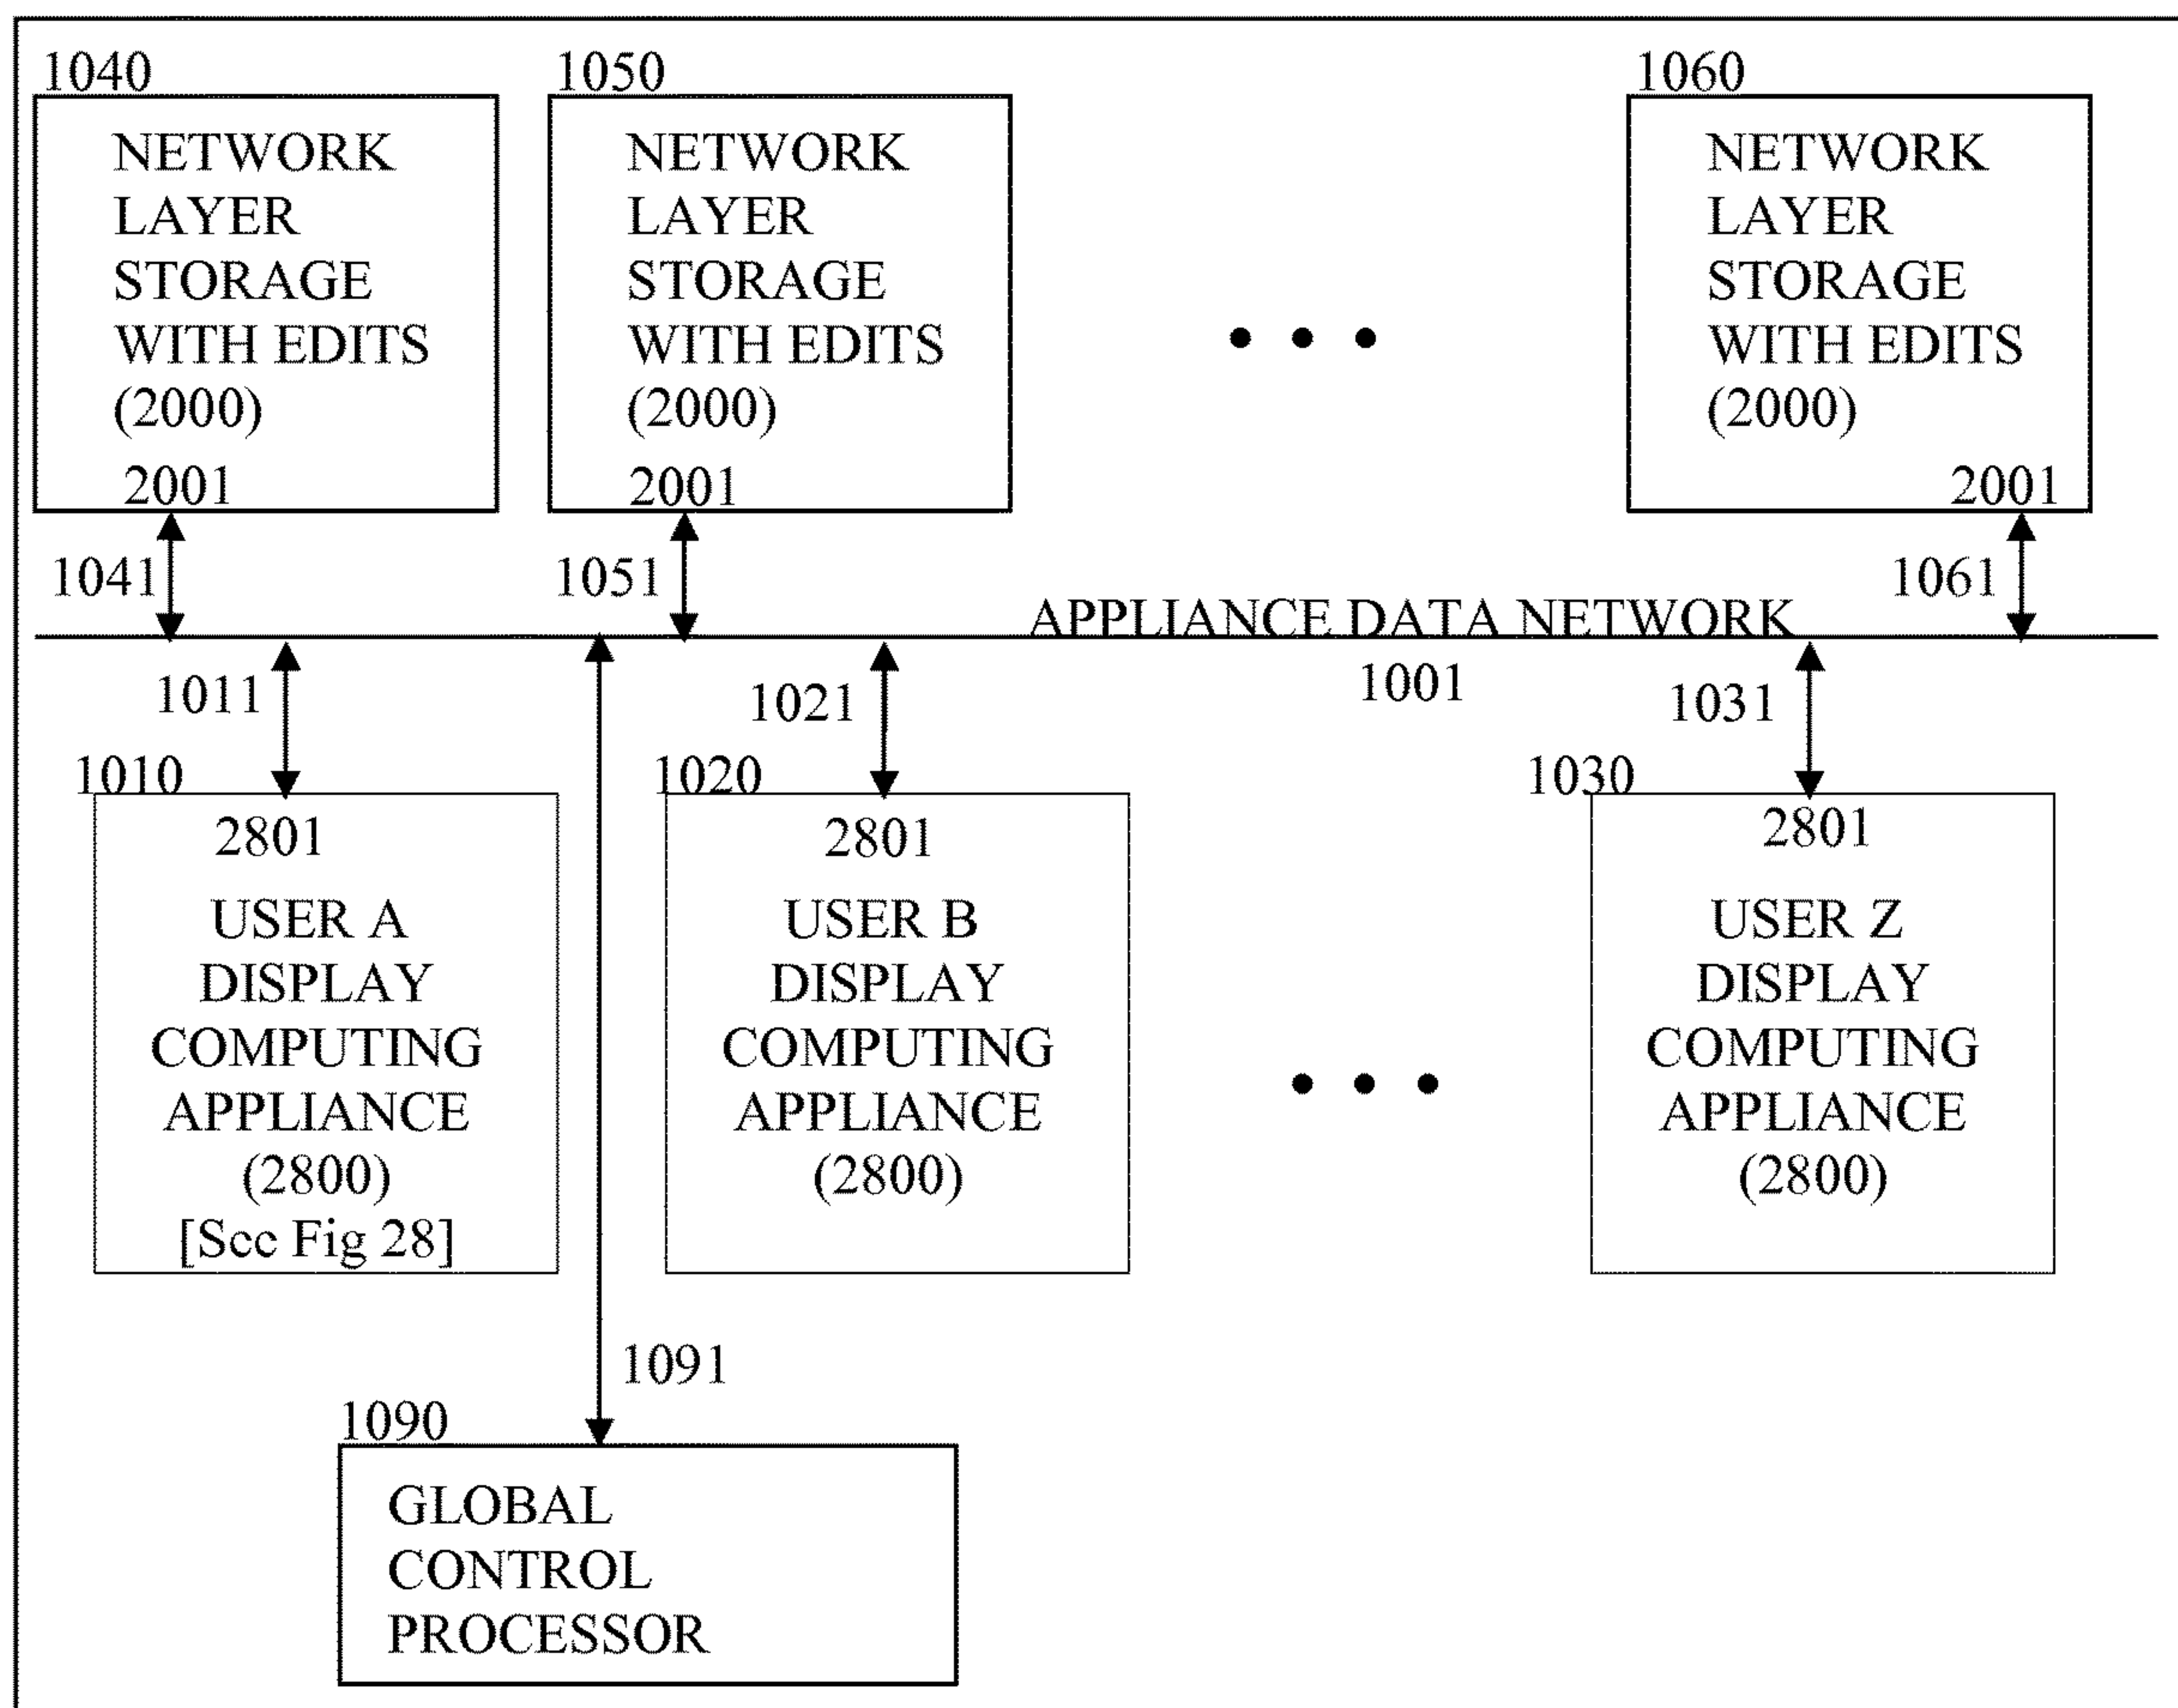 1040
NETWORK
LAYER
STORAGE
WITH EDITS
(2000)
2001
1050
NETWORK
LAYER
STORAGE
WITH EDITS
(2000)
2001
1060
NETWORK
LAYER
STORAGE
WITH EDITS
(2000)
2001
1041
1051
1061
APPLIANCE DATA NETWORK
1001
1011
1021
1031
1010
2801
USER A
DISPLAY
COMPUTING
APPLIANCE
(2800)
[See Fig 28]
1020
2801
USER B
DISPLAY
COMPUTING
APPLIANCE
(2800)
1030
2801
USER Z
DISPLAY
COMPUTING
APPLIANCE
(2800)
1091
1090
GLOBAL
CONTROL
PROCESSOR